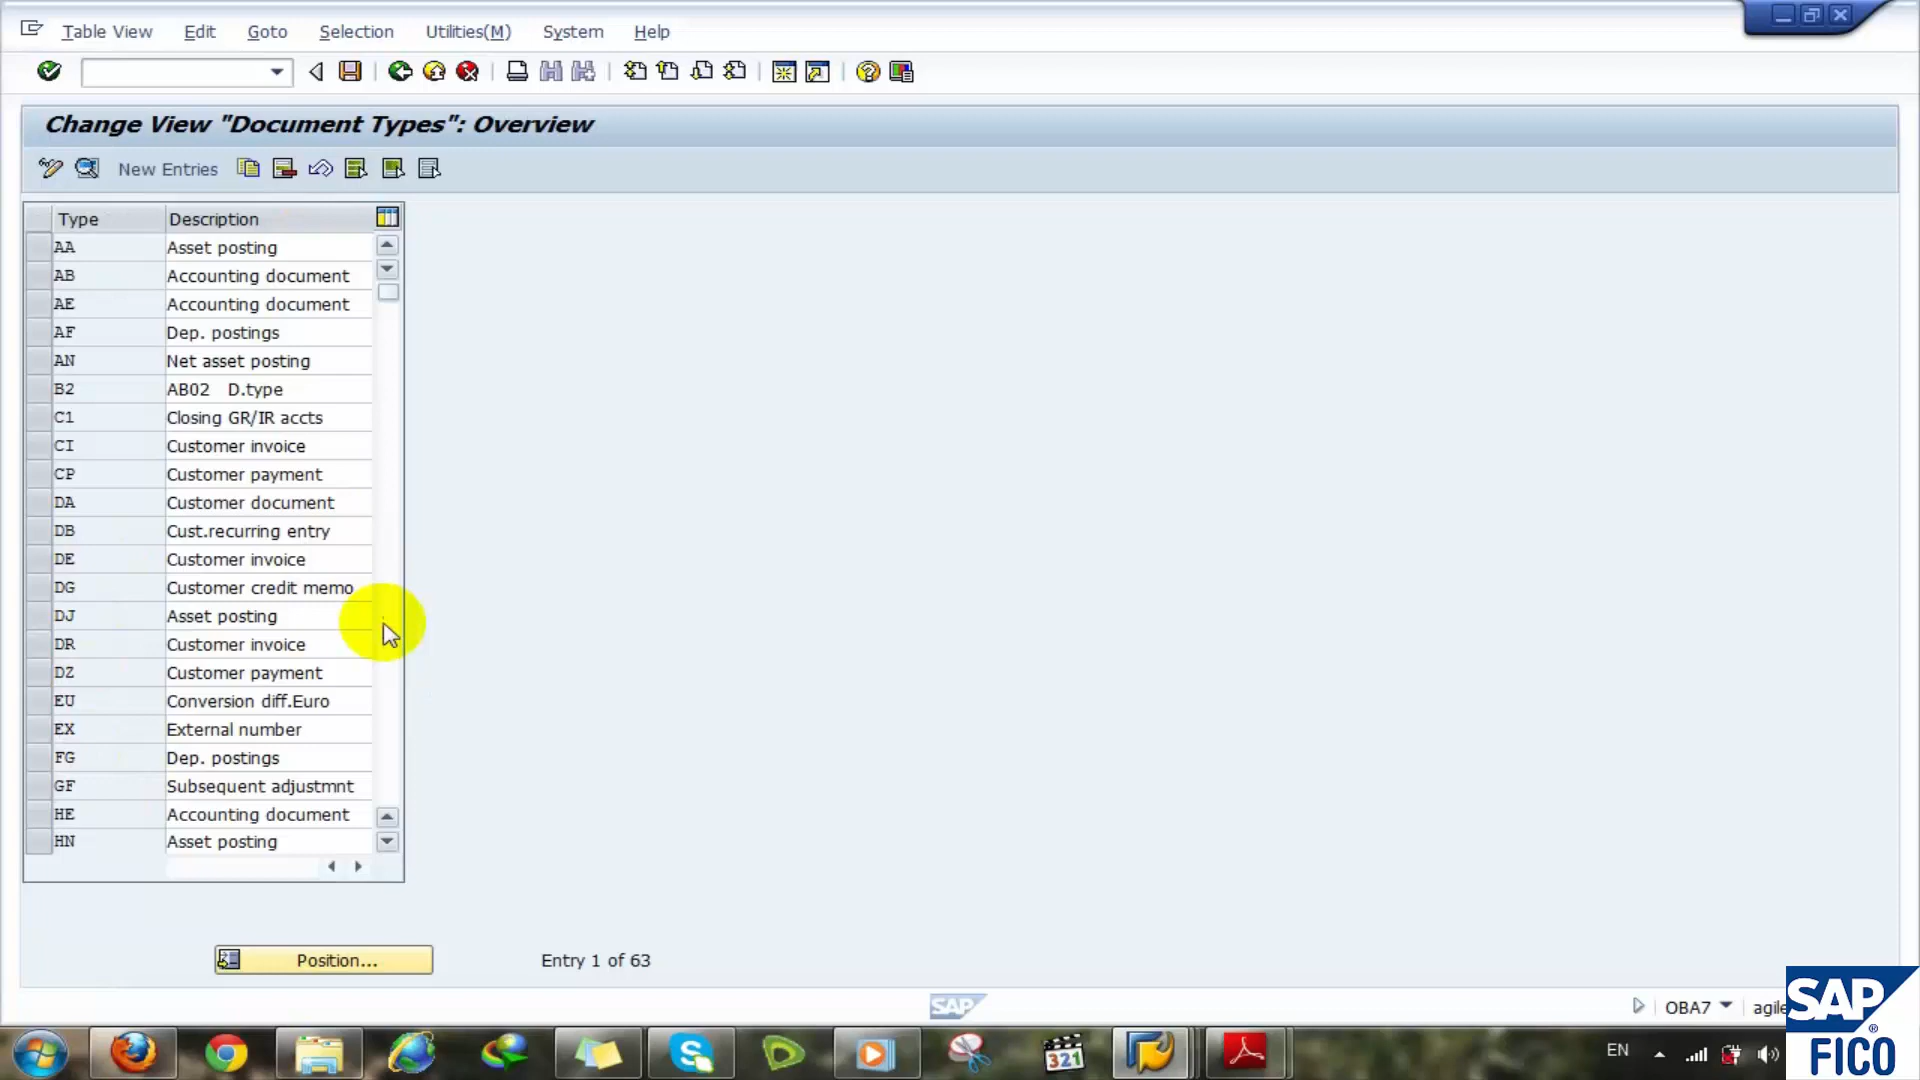 Table View Edit Goto Selection Utilities(M) System Help
Change View "Document Types": Overview
New Entries
Type Description
AA Asset posting
AB Accounting document
AE Accounting document
AF Dep. postings
AN Net asset posting
B2 AB02 D.type
C1 Closing GR/IR accts
CI Customer invoice
CP Customer payment
DA Customer document
DB Cust.recurring entry
DE Customer invoice
DG Customer credit memo
DJ Asset posting
DR Customer invoice
DZ Customer payment
EU Conversion diff.Euro
EX External number
FG Dep. postings
GF Subsequent adjustmnt
HE Accounting document
HN Asset posting
Position... Entry 1 of 63
SAP OBA7 agile
SAP ®
FICO
321 EN